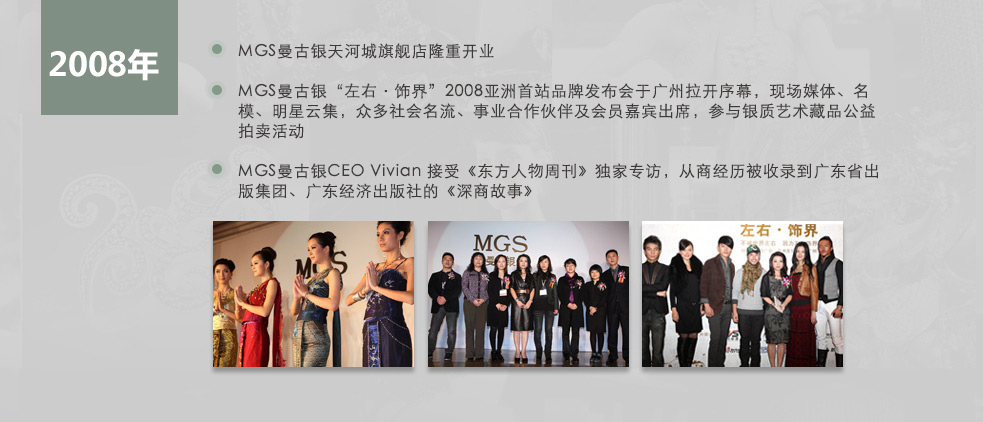 2008年
MGS曼古银天河城旗舰店隆重开业
MGS曼古银“左右·饰界”2008亚洲首站品牌发布会于广州拉开序幕，现场媒体、名
模、明星云集，众多社会名流、事业合作伙伴及会员嘉宾出席，参与银质艺术藏品公益
拍卖活动
MGS曼古银CEO Vivian 接受《东方人物周刊》独家专访，从商经历被收录到广东省出
版集团、广东经济出版社的《深商故事》
MGS
MGS
左右·饰界